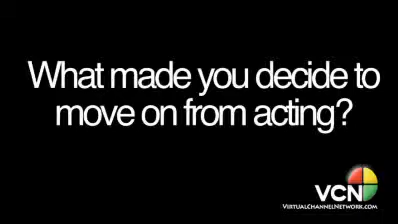 What made you decide to
move on from acting?
VCN
VIRTUALCHANNELNETWORK.COM